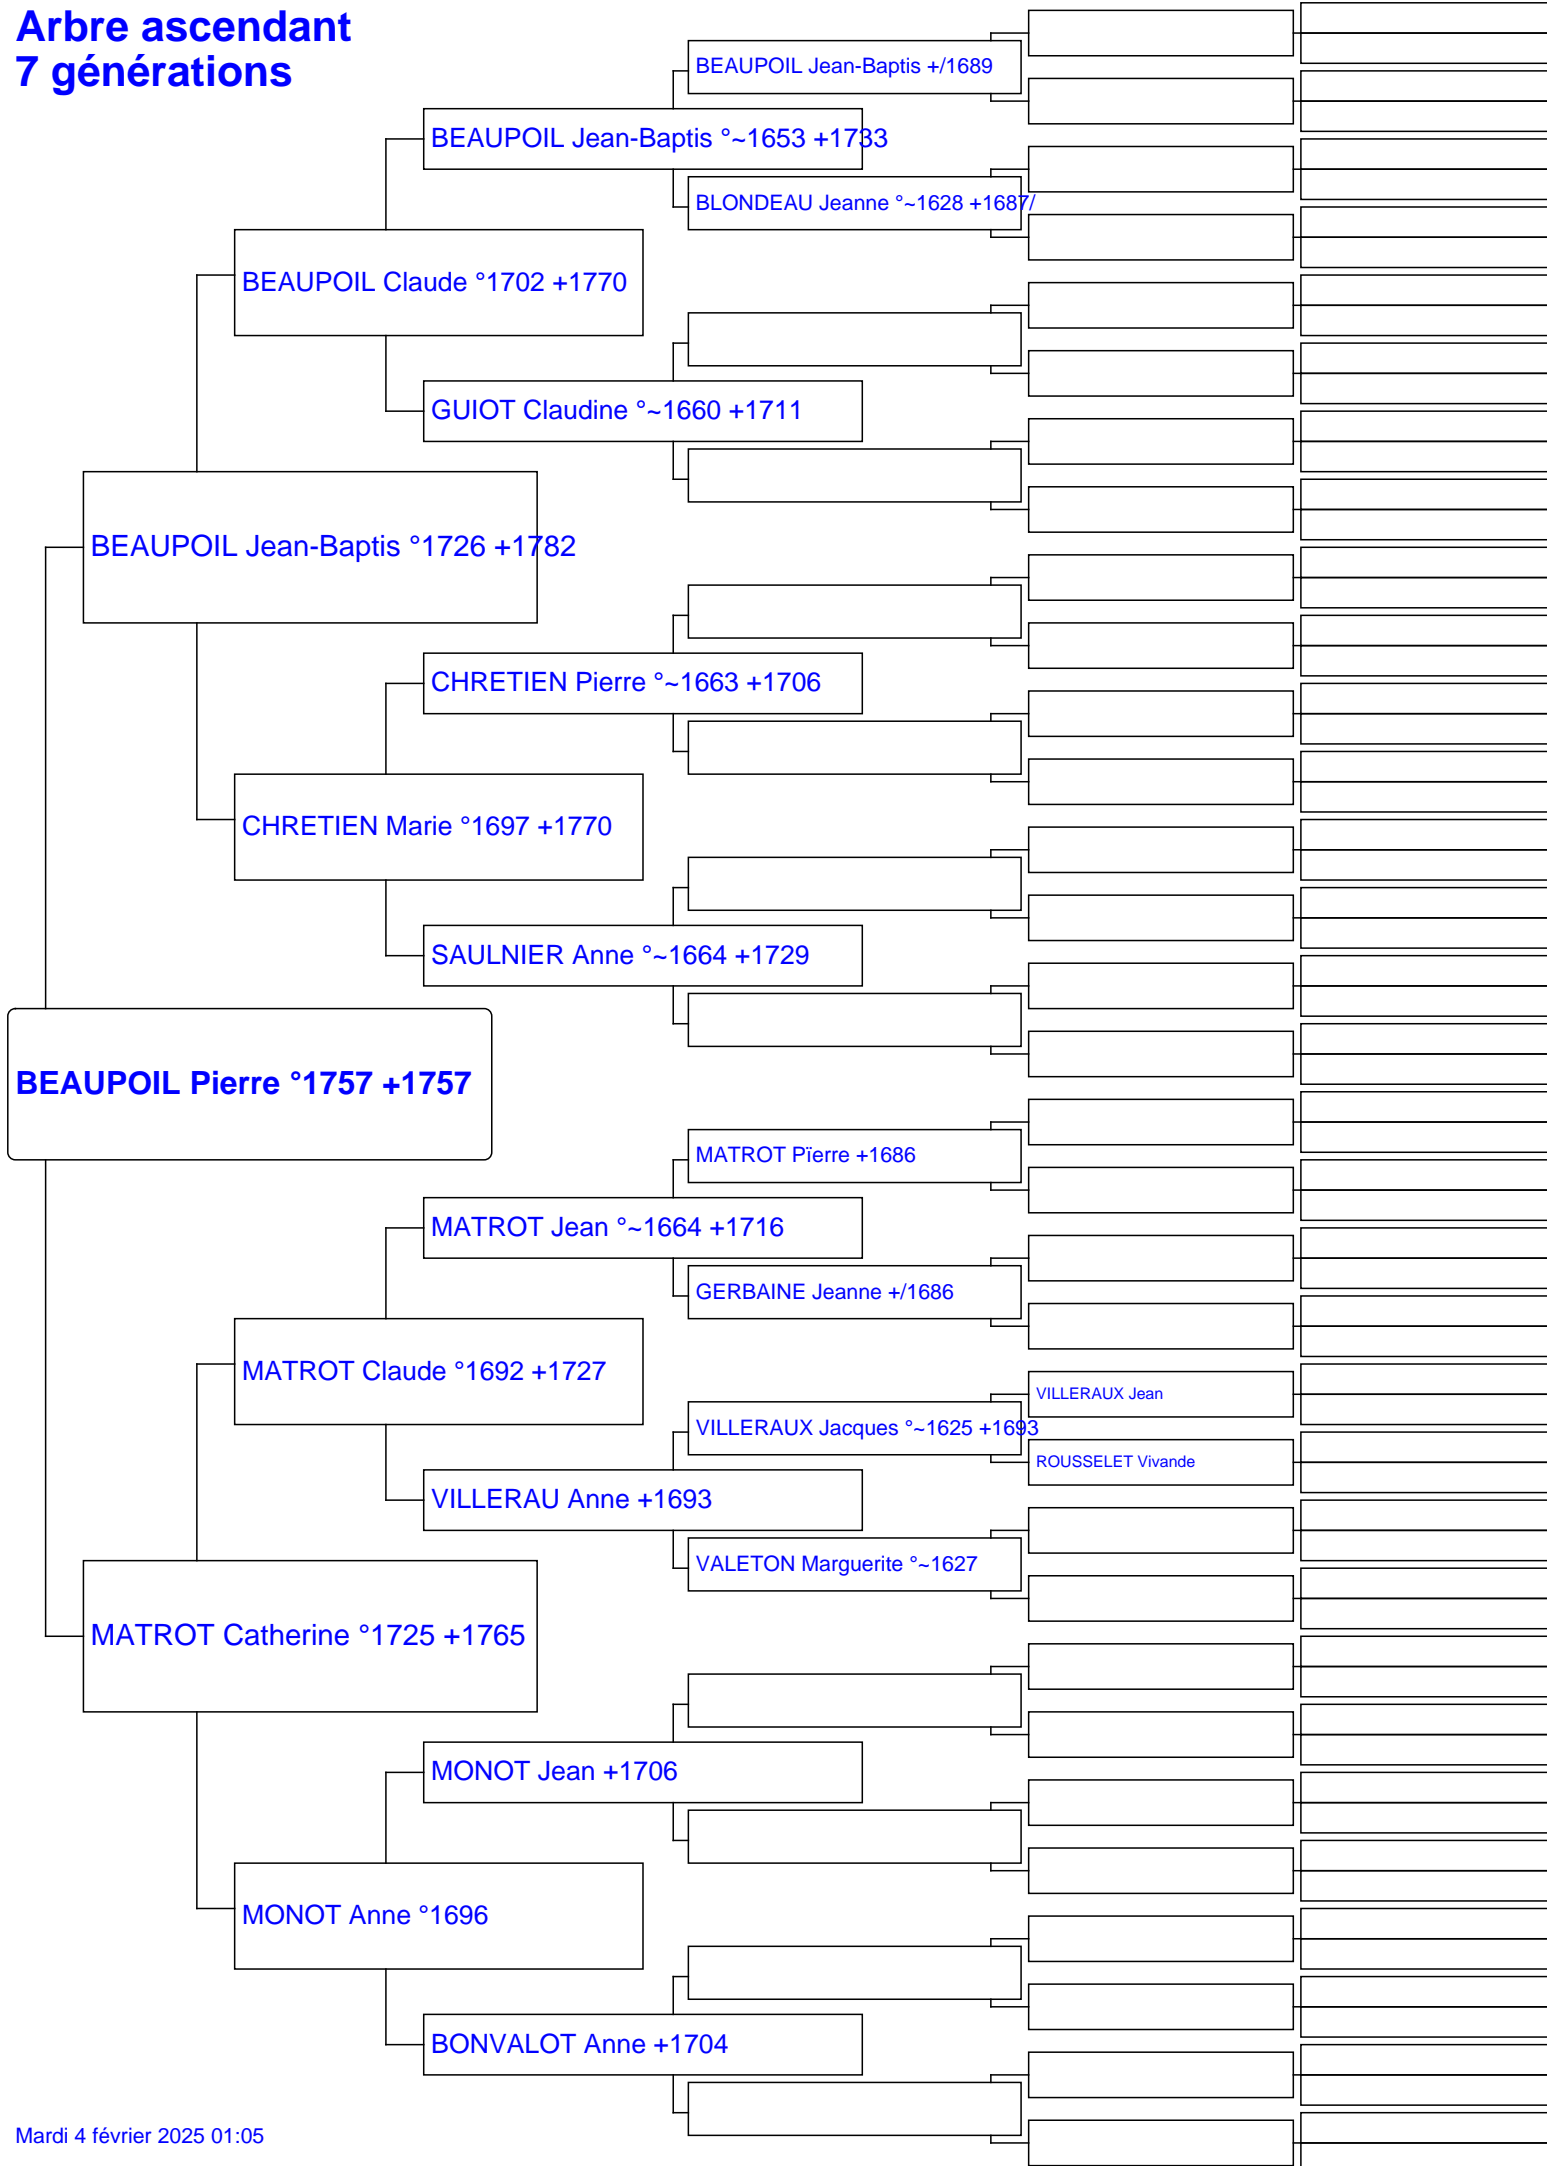 Arbre ascendant
7 générations
BEAUPOIL Jean-Baptis +/1689
BEAUPOIL Jean-Baptis °~1653 +1733
BLONDEAU Jeanne °~1628 +1687/
BEAUPOIL Claude °1702 +1770
GUIOT Claudine °~1660 +1711
BEAUPOIL Jean-Baptis °1726 +1782
CHRETIEN Pierre °~1663 +1706
CHRETIEN Marie °1697 +1770
SAULNIER Anne °~1664 +1729
BEAUPOIL Pierre °1757 +1757
MATROT Pïerre +1686
MATROT Jean °~1664 +1716
GERBAINE Jeanne +/1686
MATROT Claude °1692 +1727
VILLERAUX Jean
VILLERAUX Jacques °~1625 +1693
ROUSSELET Vivande
VILLERAU Anne +1693
VALETON Marguerite °~1627
MATROT Catherine °1725 +1765
MONOT Jean +1706
MONOT Anne °1696
BONVALOT Anne +1704
Mardi 4 février 2025 01:05